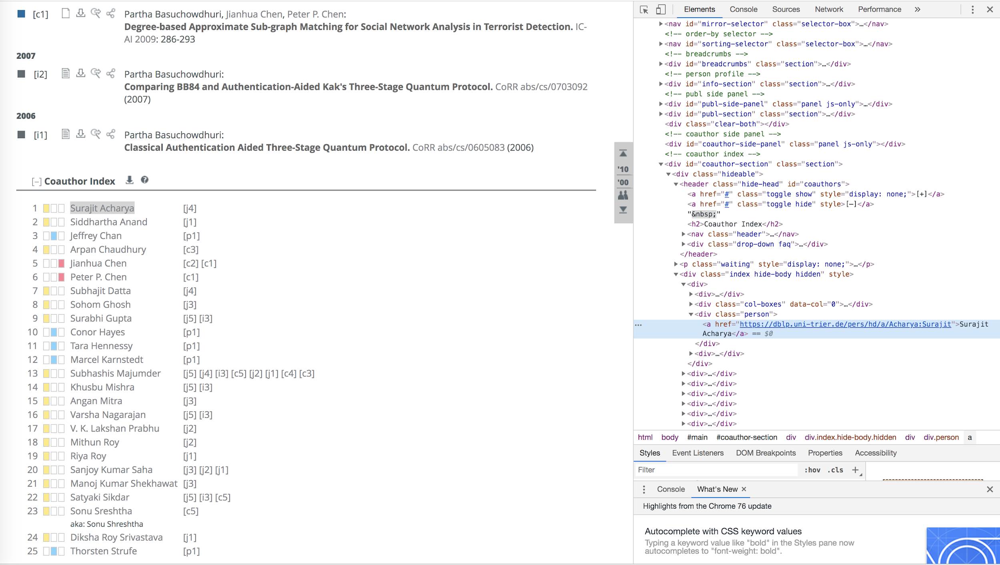 [c1] Partha Basuchowdhuri, Jianhua Chen, Peter P. Chen:
Degree-based Approximate Sub-graph Matching for Social Network Analysis in Terrorist Detection. IC-
AI 2009: 286-293
2007
[i2] Partha Basuchowdhuri:
Comparing BB84 and Authentication-Aided Kak's Three-Stage Quantum Protocol. CoRR abs/cs/0703092
(2007)
2006
[i1] Partha Basuchowdhuri:
Classical Authentication Aided Three-Stage Quantum Protocol. CoRR abs/cs/0605083 (2006)
[–] Coauthor Index
1 Surajit Acharya [j4]
2 Siddhartha Anand [j1]
3 Jeffrey Chan [p1]
4 Arpan Chaudhury [c3]
5 Jianhua Chen [c2] [c1]
6 Peter P. Chen [c1]
7 Subhajit Datta [j4]
8 Sohom Ghosh [j3]
9 Surabhi Gupta [j5] [i3]
10 Conor Hayes [p1]
11 Tara Hennessy [p1]
12 Marcel Karnstedt [p1]
13 Subhashis Majumder [j5] [j4] [i3] [c5] [j2] [j1] [c4] [c3]
14 Khusbu Mishra [j5] [i3]
15 Angan Mitra [j3]
16 Varsha Nagarajan [j5] [i3]
17 V. K. Lakshan Prabhu [j2]
18 Mithun Roy [j2]
19 Riya Roy [j1]
20 Sanjoy Kumar Saha [j3] [j2] [j1]
21 Manoj Kumar Shekhawat [j3]
22 Satyaki Sikdar [j5] [i3] [c5]
23 Sonu Sreshtha [c5]
aka: Sonu Shreshtha
24 Diksha Roy Srivastava [j1]
25 Thorsten Strufe [p1]
'10
'00
Elements Console Sources Network Performance »
<nav id="mirror-selector" class="selector-box">…</nav>
<!-- order-by selector -->
<nav id="sorting-selector" class="selector-box">…</nav>
<!-- breadcrumbs -->
<div id="breadcrumbs" class="section">…</div>
<!-- person profile -->
<div id="info-section" class="section">…</div>
<!-- publ side panel -->
<div id="publ-side-panel" class="panel js-only">…</div>
<div id="publ-section" class="section">…</div>
<div class="clear-both"></div>
<!-- coauthor side panel -->
<div id="coauthor-side-panel" class="panel js-only"></div>
<!-- coauthor index -->
<div id="coauthor-section" class="section">
<div class="hideable">
<header class="hide-head" id="coauthors">
<a href="#" class="toggle show" style="display: none;">[+]</a>
<a href="#" class="toggle hide" style>[–]</a>
"&nbsp;"
<h2>Coauthor Index</h2>
<nav class="header">…</nav>
<div class="drop-down faq">…</div>
</header>
<p class="waiting" style="display: none;">…</p>
<div class="index hide-body hidden" style>
<div>
<div>…</div>
<div class="col-boxes" data-col="0">…</div>
<div class="person">
<a href="https://dblp.uni-trier.de/pers/hd/a/Acharya:Surajit">Surajit
Acharya</a> == $0
</div>
<div>…</div>
</div>
<div>…</div>
<div>…</div>
<div>…</div>
<div>…</div>
<div>…</div>
<div>…</div>
html body #main #coauthor-section div div.index.hide-body.hidden div div.person a
Styles Event Listeners DOM Breakpoints Properties Accessibility
Filter :hov .cls +
Console What's New ×
Highlights from the Chrome 76 update
Autocomplete with CSS keyword values
Typing a keyword value like "bold" in the Styles pane now
autocompletes to "font-weight: bold".